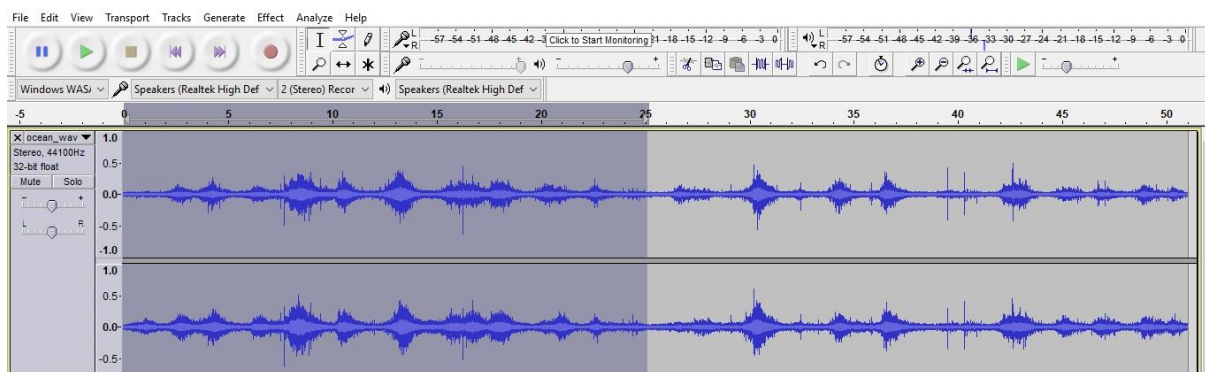 File Edit View Transport Tracks Generate Effect Analyze Help
L R -57 -54 -51 -48 -45 -42 -3 Click to Start Monitoring 21 -18 -15 -12 -9 -6 -3 0 L R -57 -54 -51 -48 -45 -42 -39 -36 -33 -30 -27 -24 -21 -18 -15 -12 -9 -6 -3 0
- + - + - +
Windows WAS Speakers (Realtek High Def 2 (Stereo) Recor Speakers (Realtek High Def
-5 0 5 10 15 20 25 30 35 40 45 50
X ocean_wav 1.0
Stereo, 44100Hz
32-bit float 0.5
Mute Solo
- + 0.0
L R -0.5
-1.0
1.0
0.5
0.0
-0.5